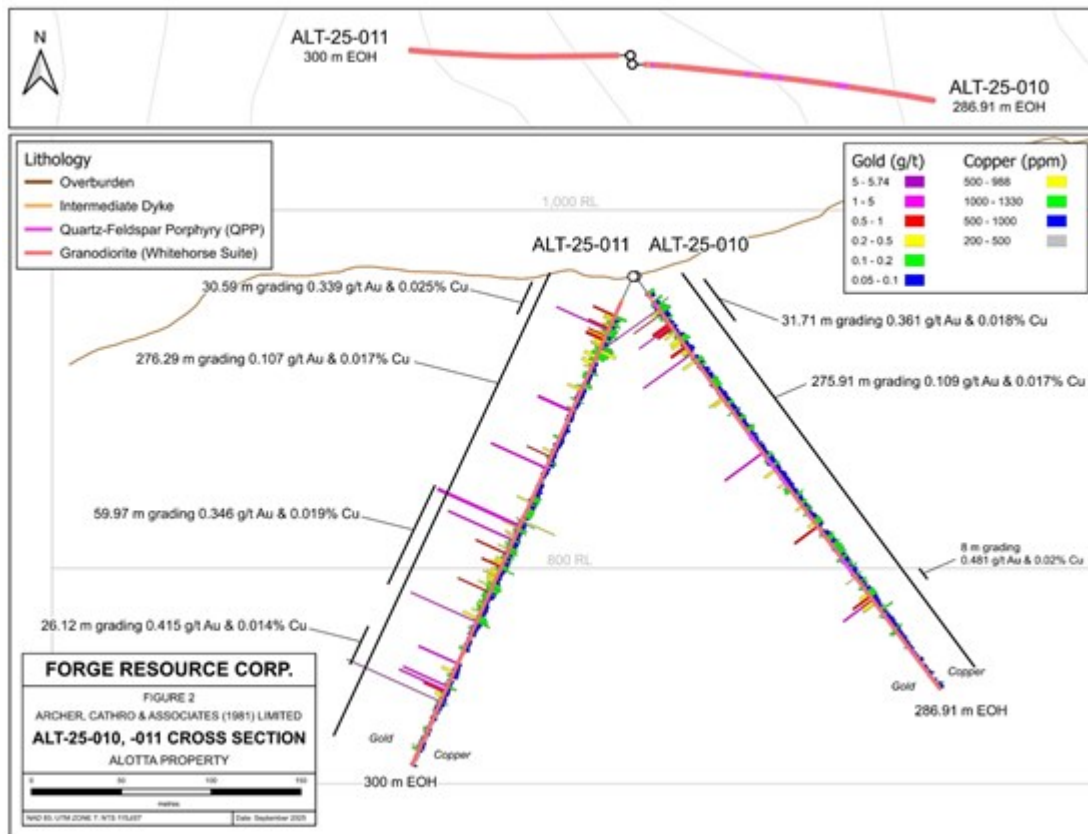 N
ALT-25-011
300 m EOH
ALT-25-010
286.91 m EOH
Lithology
Overburden
Intermediate Dyke
Quartz-Feldspar Porphyry (QPP)
Granodiorite (Whitehorse Suite)
Gold (g/t) Copper (ppm)
5 - 5.74 500 - 988
1 - 5 1000 - 1330
0.5 - 1 500 - 1000
0.2 - 0.5 200 - 500
0.1 - 0.2
0.05 - 0.1
1,000 RL
ALT-25-011 ALT-25-010
30.59 m grading 0.339 g/t Au & 0.025% Cu
31.71 m grading 0.361 g/t Au & 0.018% Cu
276.29 m grading 0.107 g/t Au & 0.017% Cu
275.91 m grading 0.109 g/t Au & 0.017% Cu
59.97 m grading 0.346 g/t Au & 0.019% Cu
8 m grading
0.481 g/t Au & 0.02% Cu
800 RL
26.12 m grading 0.415 g/t Au & 0.014% Cu
Copper
Gold
286.91 m EOH
Gold
Copper
300 m EOH
FORGE RESOURCE CORP.
FIGURE 2
ARCHER, CATHRO & ASSOCIATES (1981) LIMITED
ALT-25-010, -011 CROSS SECTION
ALOTTA PROPERTY
0 50 100 150
metres
Date: September 2025